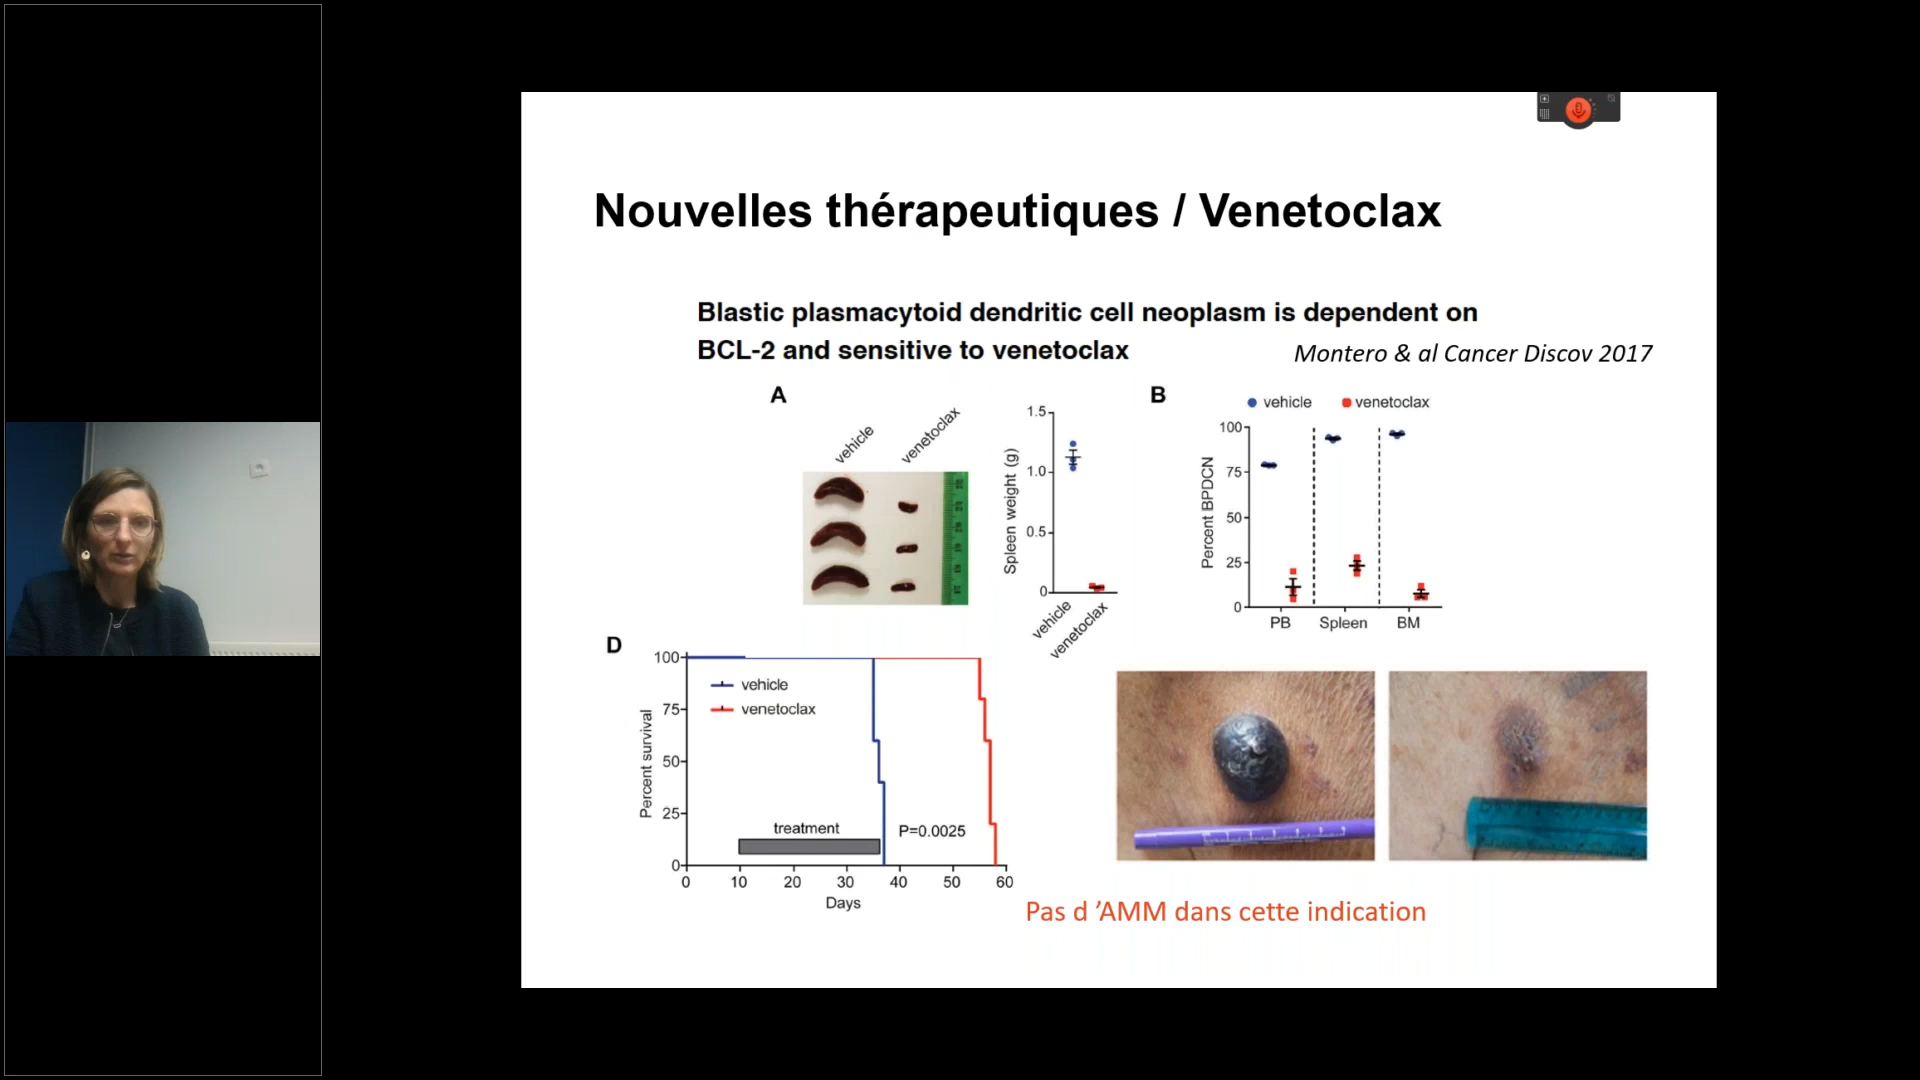 Nouvelles thérapeutiques / Venetoclax
Blastic plasmacytoid dendritic cell neoplasm is dependent on
BCL-2 and sensitive to venetoclax
Montero & al Cancer Discov 2017
A
vehicle
venetoclax
Spleen weight (g)
1.5
1.0
0.5
0
vehicle
venetoclax
B
vehicle
venetoclax
Percent BPDCN
100
75
50
25
0
PB
Spleen
BM
D
Percent survival
100
75
50
25
0
vehicle
venetoclax
treatment
P=0.0025
0 10 20 30 40 50 60
Days
Pas d ’AMM dans cette indication